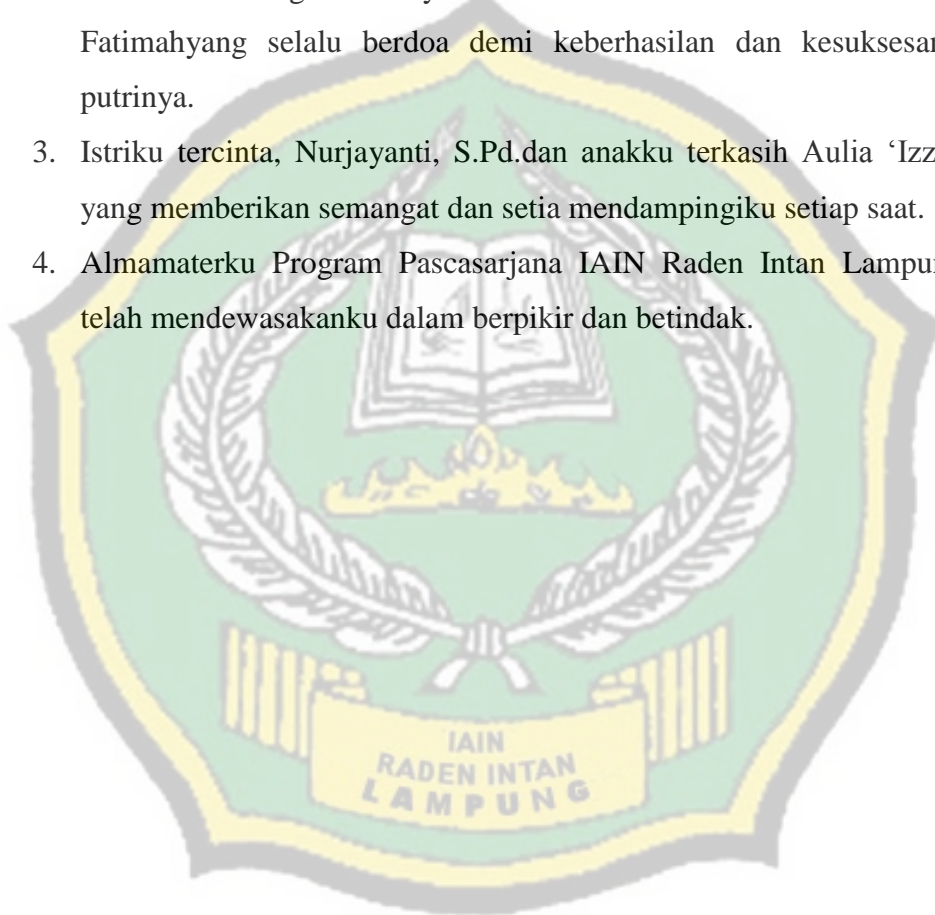 Fatimahyang selalu berdoa demi keberhasilan dan kesuksesan
putrinya.
3. Istriku tercinta, Nurjayanti, S.Pd.dan anakku terkasih Aulia ‘Izz
yang memberikan semangat dan setia mendampingiku setiap saat.
4. Almamaterku Program Pascasarjana IAIN Raden Intan
telah mendewasakanku dalam berpikir dan betindak.
IAIN
RADEN INTAN
LAMPUNG